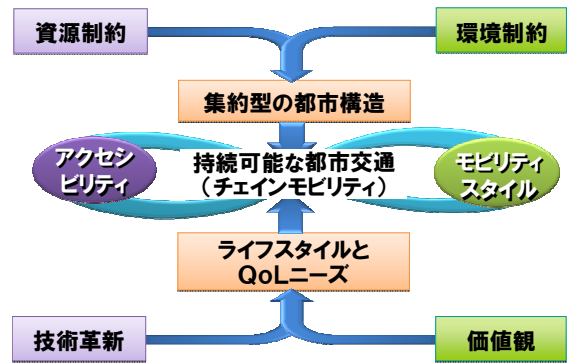 資源制約
環境制約
集約型の都市構造
アクセシ
ビリティ
持続可能な都市交通
（チェインモビリティ）
モビリティ
スタイル
ライフスタイルと
QoLニーズ
技術革新
価値観